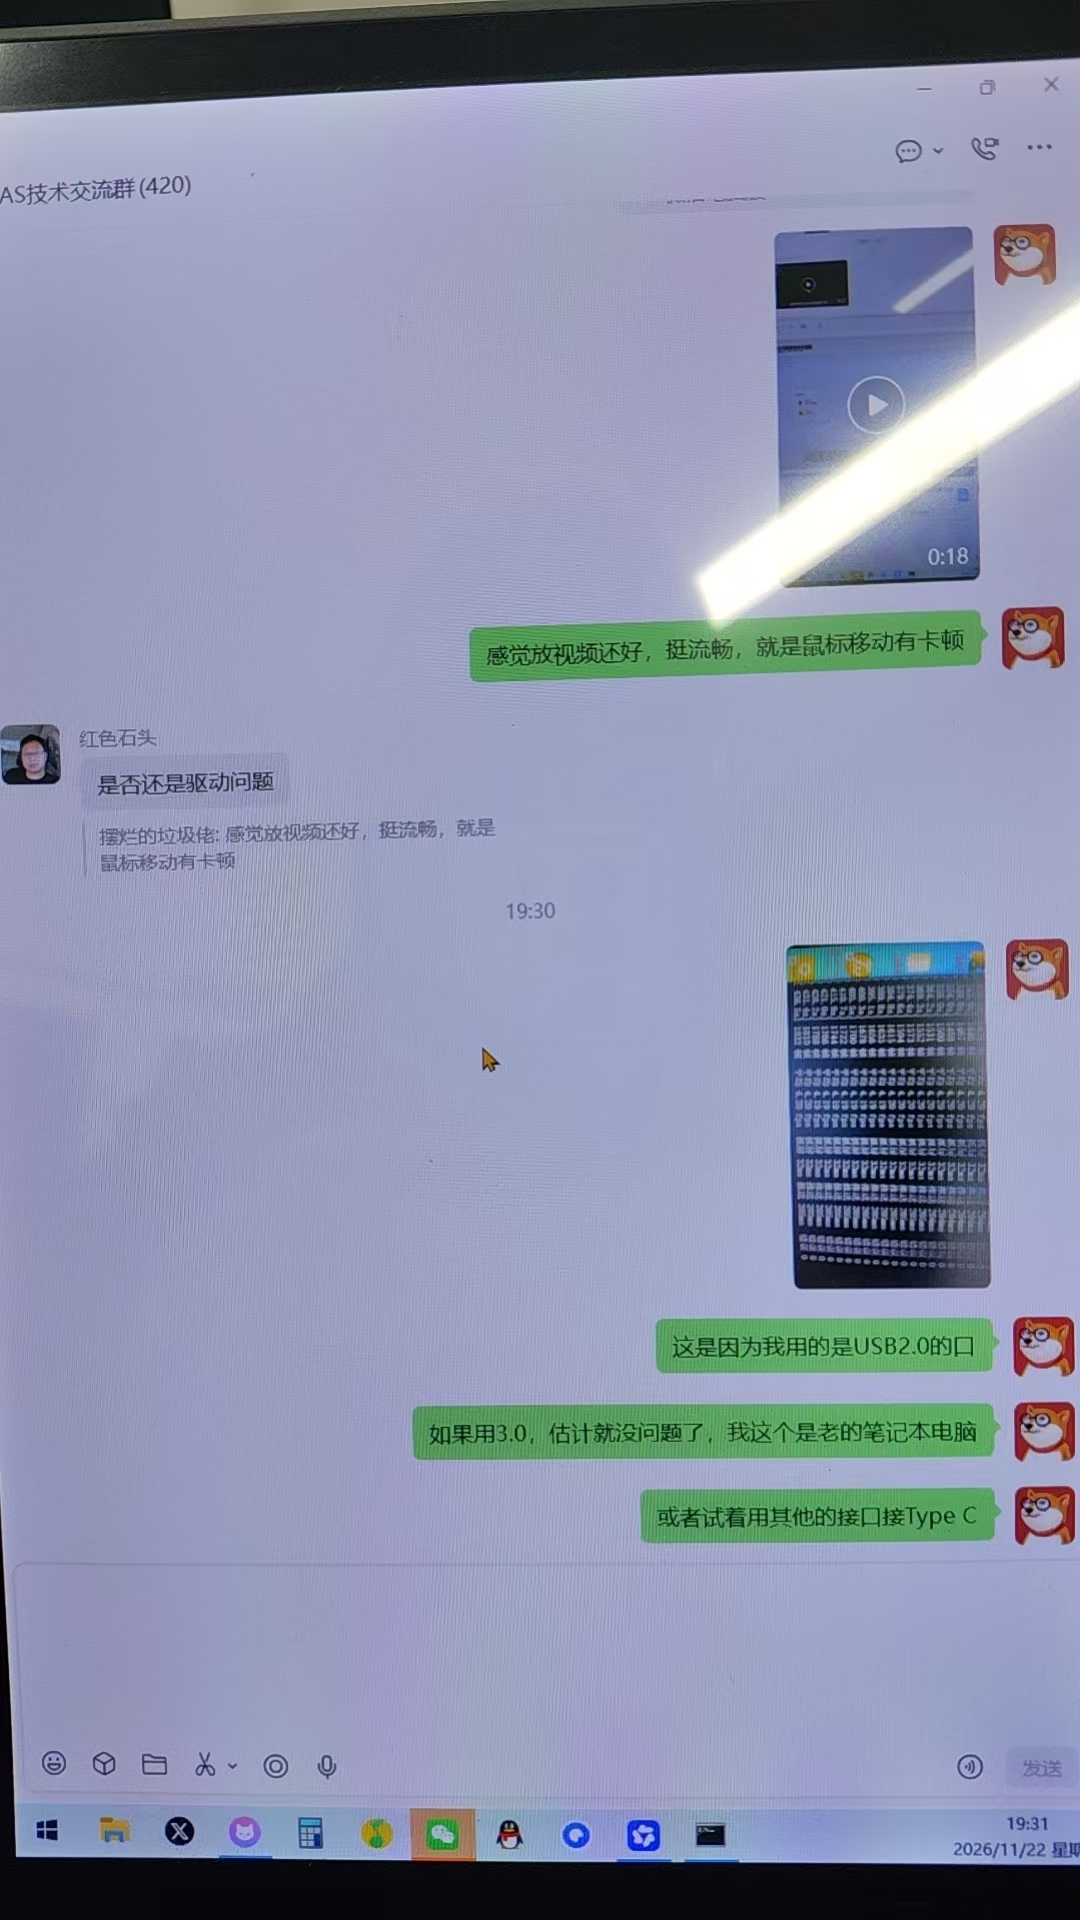 AS技术交流群(420)
0:18
感觉放视频还好，挺流畅，就是鼠标移动有卡顿
红色石头
是否还是驱动问题
摆烂的垃圾佬: 感觉放视频还好，挺流畅，就是
鼠标移动有卡顿
19:30
这是因为我用的是USB2.0的口
如果用3.0，估计就没问题了，我这个是老的笔记本电脑
或者试着用其他的接口接Type C
发送
19:31
2026/11/22 星期